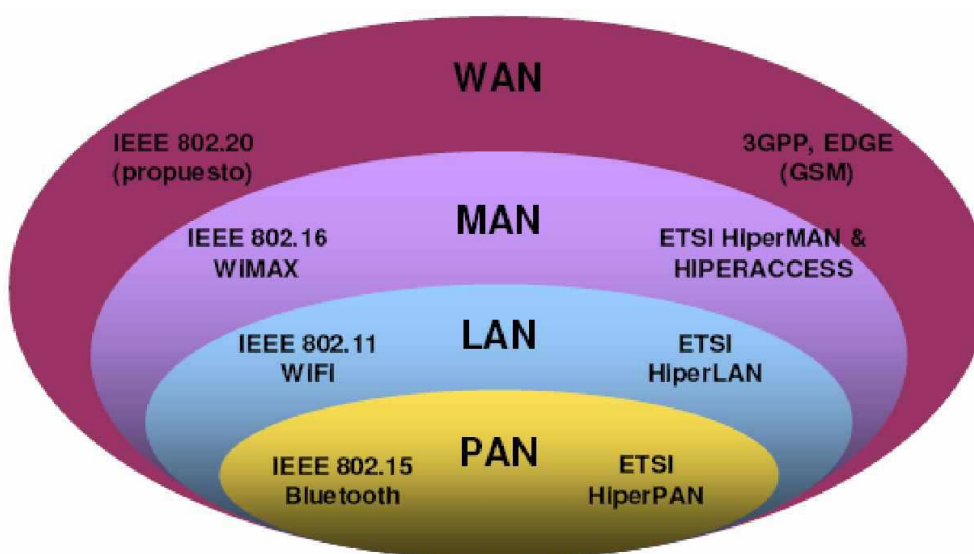 WAN
IEEE 802.20
(propuesto)
3GPP, EDGE
(GSM)
MAN
IEEE 802.16
WiMAX
ETSI HiperMAN &
HIPERACCESS
LAN
IEEE 802.11
WiFi
ETSI
HiperLAN
PAN
IEEE 802.15
Bluetooth
ETSI
HiperPAN